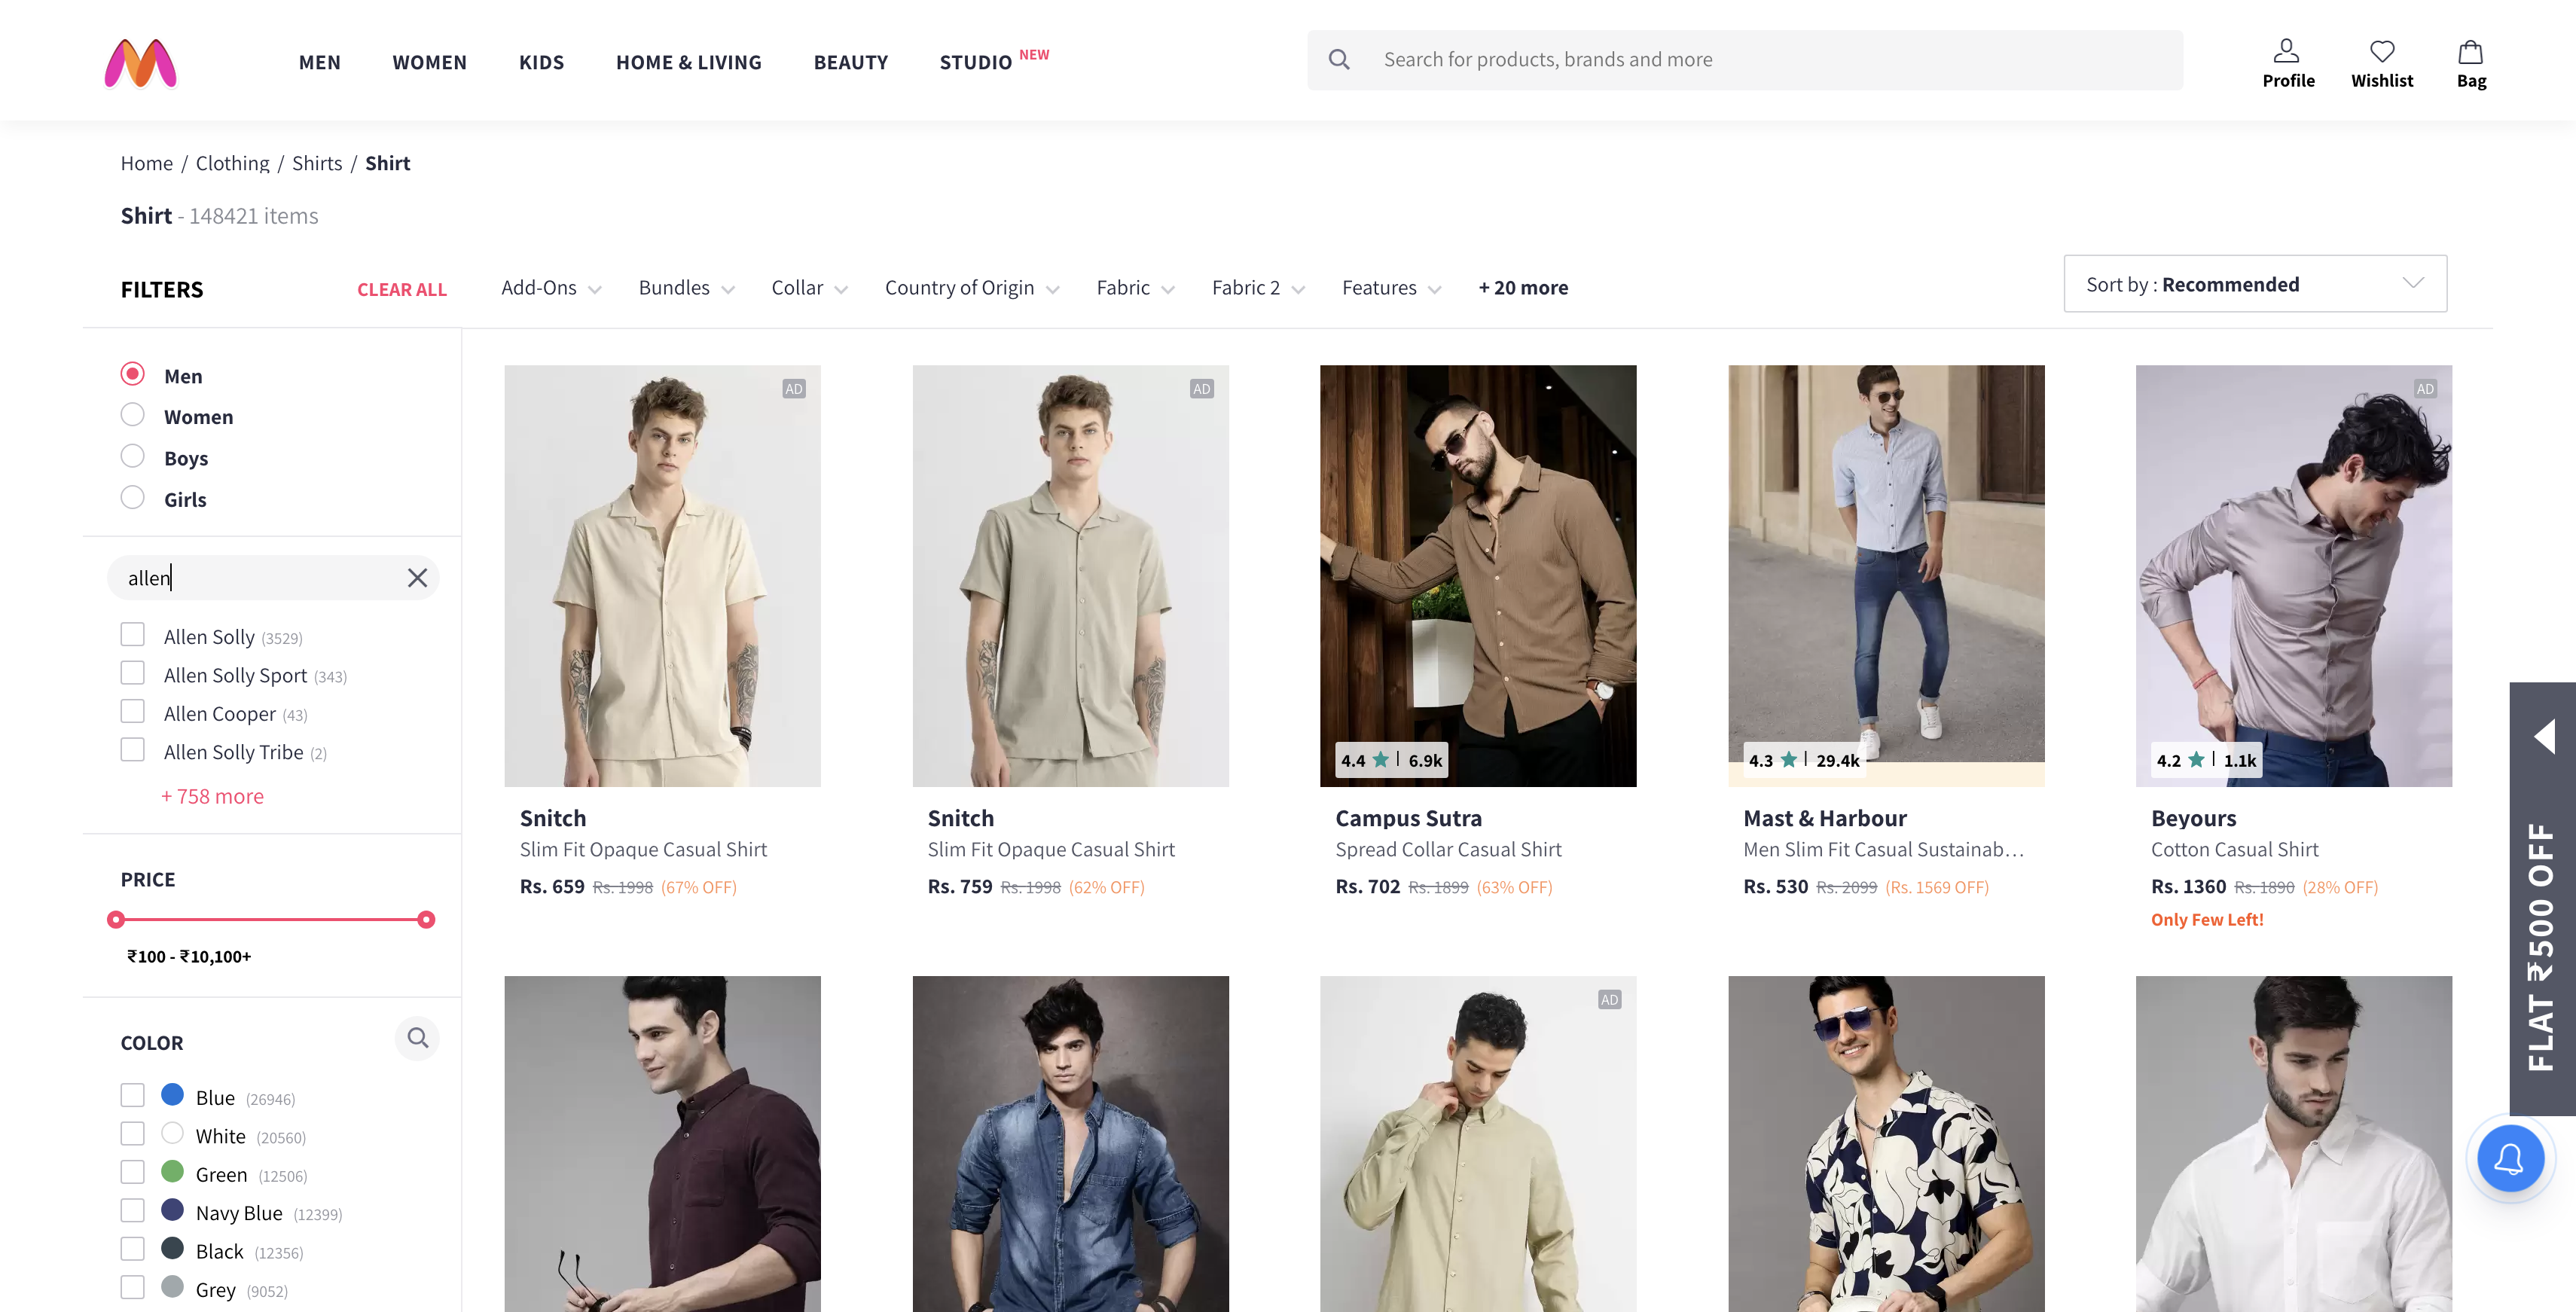 MEN WOMEN KIDS HOME & LIVING BEAUTY STUDIO NEW
Search for products, brands and more
Profile Wishlist Bag
Home / Clothing / Shirts / Shirt
Shirt - 148421 items
FILTERS CLEAR ALL
Add-Ons Bundles Collar Country of Origin Fabric Fabric 2 Features + 20 more
Sort by : Recommended
Men
Women
Boys
Girls
allen
Allen Solly (3529)
Allen Solly Sport (343)
Allen Cooper (43)
Allen Solly Tribe (2)
+ 758 more
PRICE
₹100 - ₹10,100+
COLOR
Blue (26946)
White (20560)
Green (12506)
Navy Blue (12399)
Black (12356)
Grey (9052)
AD
Snitch
Slim Fit Opaque Casual Shirt
Rs. 659 Rs. 1998 (67% OFF)
AD
Snitch
Slim Fit Opaque Casual Shirt
Rs. 759 Rs. 1998 (62% OFF)
4.4 | 6.9k
Campus Sutra
Spread Collar Casual Shirt
Rs. 702 Rs. 1899 (63% OFF)
4.3 | 29.4k
Mast & Harbour
Men Slim Fit Casual Sustainab...
Rs. 530 Rs. 2099 (Rs. 1569 OFF)
AD
4.2 | 1.1k
Beyours
Cotton Casual Shirt
Rs. 1360 Rs. 1890 (28% OFF)
Only Few Left!
AD
FLAT ₹500 OFF